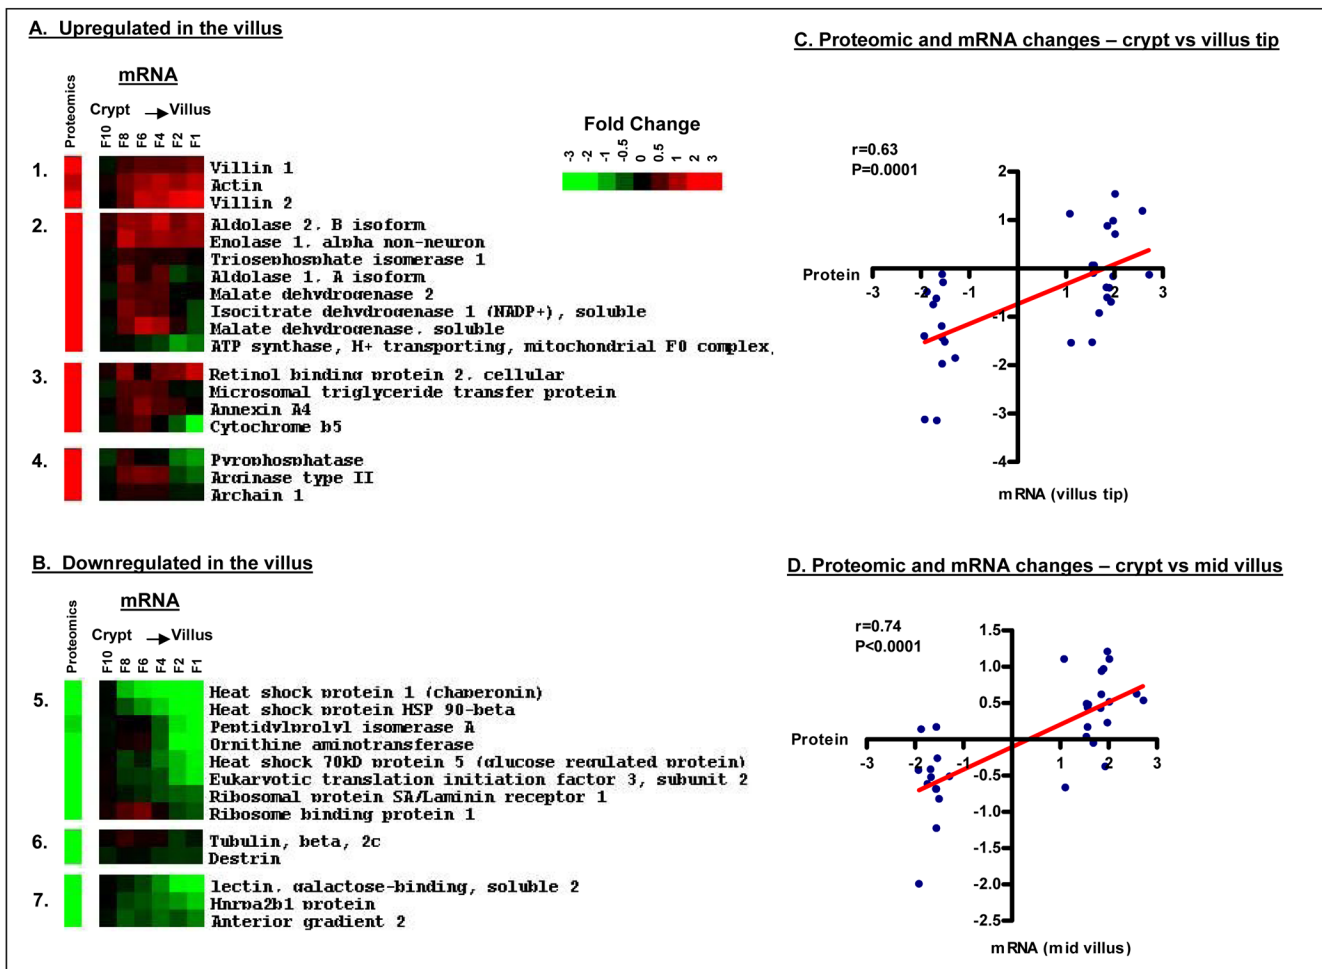 A. Upregulated in the villus
mRNA
Proteomics
Crypt → Villus
F10 F8 F6 F4 F2 F1
1.
Villin 1
Actin
Villin 2
2.
Aldolase 2, B isoform
Enolase 1, alpha non-neuron
Triosephosphate isomerase 1
Aldolase 1, A isoform
Malate dehydrogenase 2
Isocitrate dehydrogenase 1 (NADP+), soluble
Malate dehydrogenase, soluble
ATP synthase, H+ transporting, mitochondrial F0 complex,
3.
Retinol binding protein 2, cellular
Microsomal triglyceride transfer protein
Annexin A4
Cytochrome b5
4.
Pyrophosphatase
Arginase type II
Archain 1
Fold Change
-3 -2 -1 -0.5 0 0.5 1 2 3
B. Downregulated in the villus
mRNA
Proteomics
Crypt → Villus
F10 F8 F6 F4 F2 F1
5.
Heat shock protein 1 (chaperonin)
Heat shock protein HSP 90-beta
Peptidylprolyl isomerase A
Ornithine aminotransferase
Heat shock 70kD protein 5 (glucose regulated protein)
Eukaryotic translation initiation factor 3, subunit 2
Ribosomal protein SA/Laminin receptor 1
Ribosome binding protein 1
6.
Tubulin, beta, 2c
Destrin
7.
lectin, galactose-binding, soluble 2
Hnrpa2b1 protein
Anterior gradient 2
C. Proteomic and mRNA changes – crypt vs villus tip
r=0.63
P=0.0001
2
1
Protein
-3 -2 -1 1 2 3
-1
-2
-3
-4
mRNA (villus tip)
D. Proteomic and mRNA changes – crypt vs mid villus
r=0.74
P<0.0001
1.5
1.0
0.5
Protein
-3 -2 -1 1 2 3
-0.5
-1.0
-1.5
-2.0
-2.5
mRNA (mid villus)